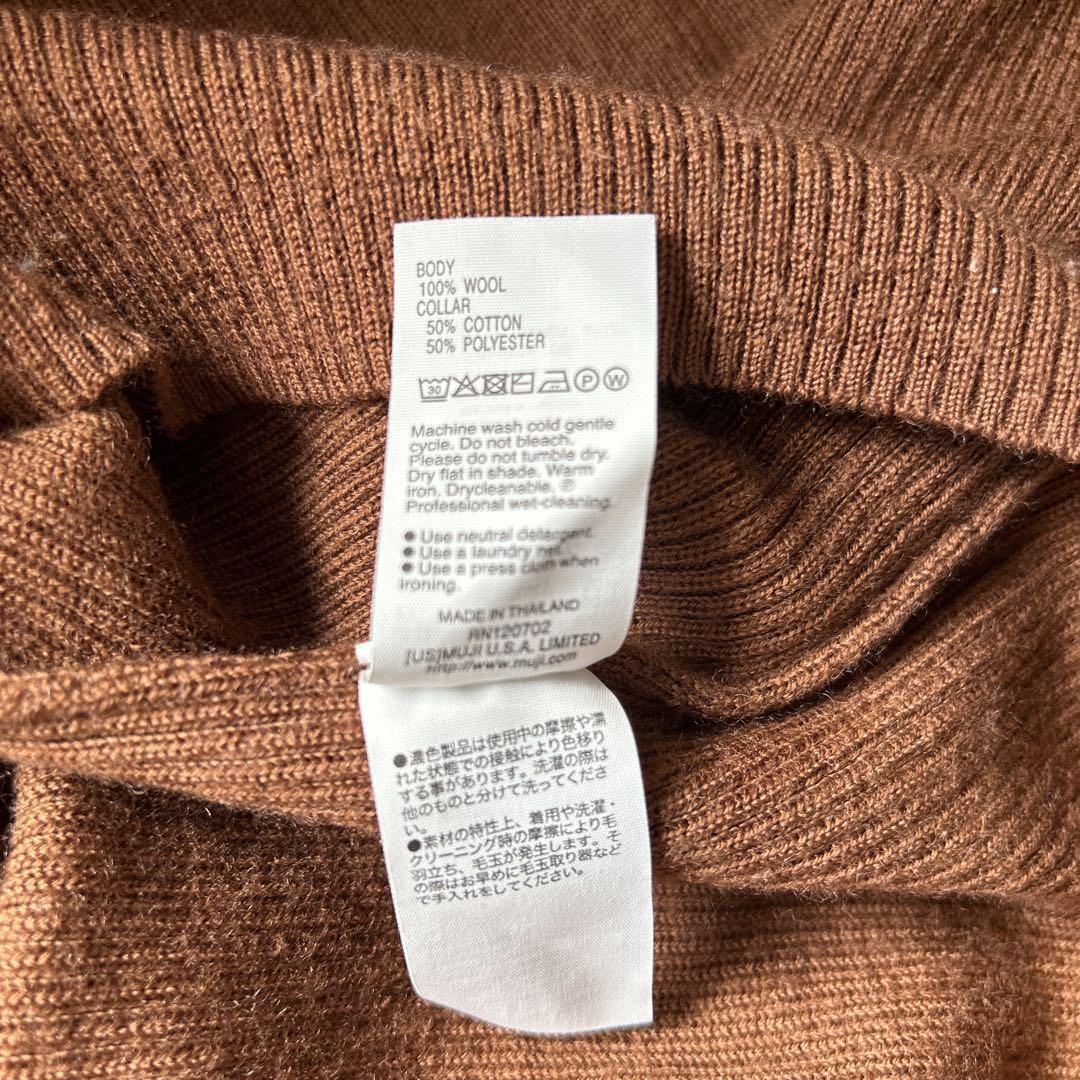 BODY
100% WOOL
COLLAR
50% COTTON
50% POLYESTER
30 P W
Machine wash cold gentle
cycle. Do not bleach.
Please do not tumble dry.
Dry flat in shade. Warm
iron. Drycleanable, Ⓟ
Professional wet-cleaning.
● Use neutral detergent.
● Use a laundry net.
● Use a press cloth when
ironing.
MADE IN THAILAND
RN120702
[US]MUJI U.S.A. LIMITED
http://www.muji.com
●濃色製品は使用中の摩擦や濡
れた状態での接触により色移り
する事があります。洗濯の際は
他のものと分けて洗ってくださ
い。
●素材の特性上、着用や洗濯・
クリーニング時の摩擦により毛
羽立ち、毛玉が発生します。そ
の際はお早めに毛玉取り器など
で手入れをしてください。